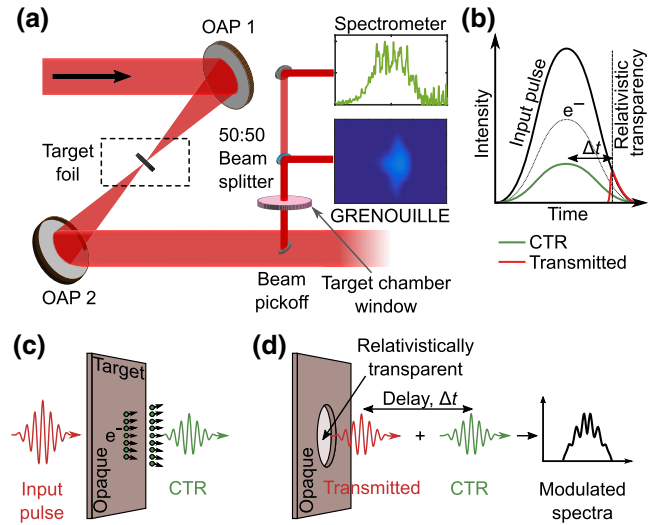 (a)
OAP 1
Spectrometer
Target
foil
50:50
Beam
splitter
GRENOUILLE
OAP 2
Beam
pickoff
Target chamber
window
(b)
Intensity
Input pulse
e−
Δt
Relativistic
transparency
Time
CTR
Transmitted
(c)
Target
e−
Opaque
Input
pulse
CTR
(d)
Relativistically
transparent
Delay, Δt
+
Opaque
Transmitted
CTR
Modulated
spectra